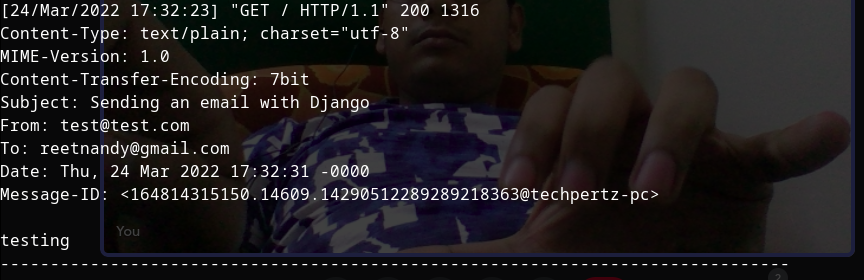 [24/Mar/2022 17:32:23] "GET / HTTP/1.1" 200 1316
Content-Type: text/plain; charset="utf-8"
MIME-Version: 1.0
Content-Transfer-Encoding: 7bit
Subject: Sending an email with Django
From: test@test.com
To: reetnandy@gmail.com
Date: Thu, 24 Mar 2022 17:32:31 -0000
Message-ID: <164814315150.14609.14290512289289218363@techpertz-pc>
testing
You
-------------------------------------------------------------------------------
2